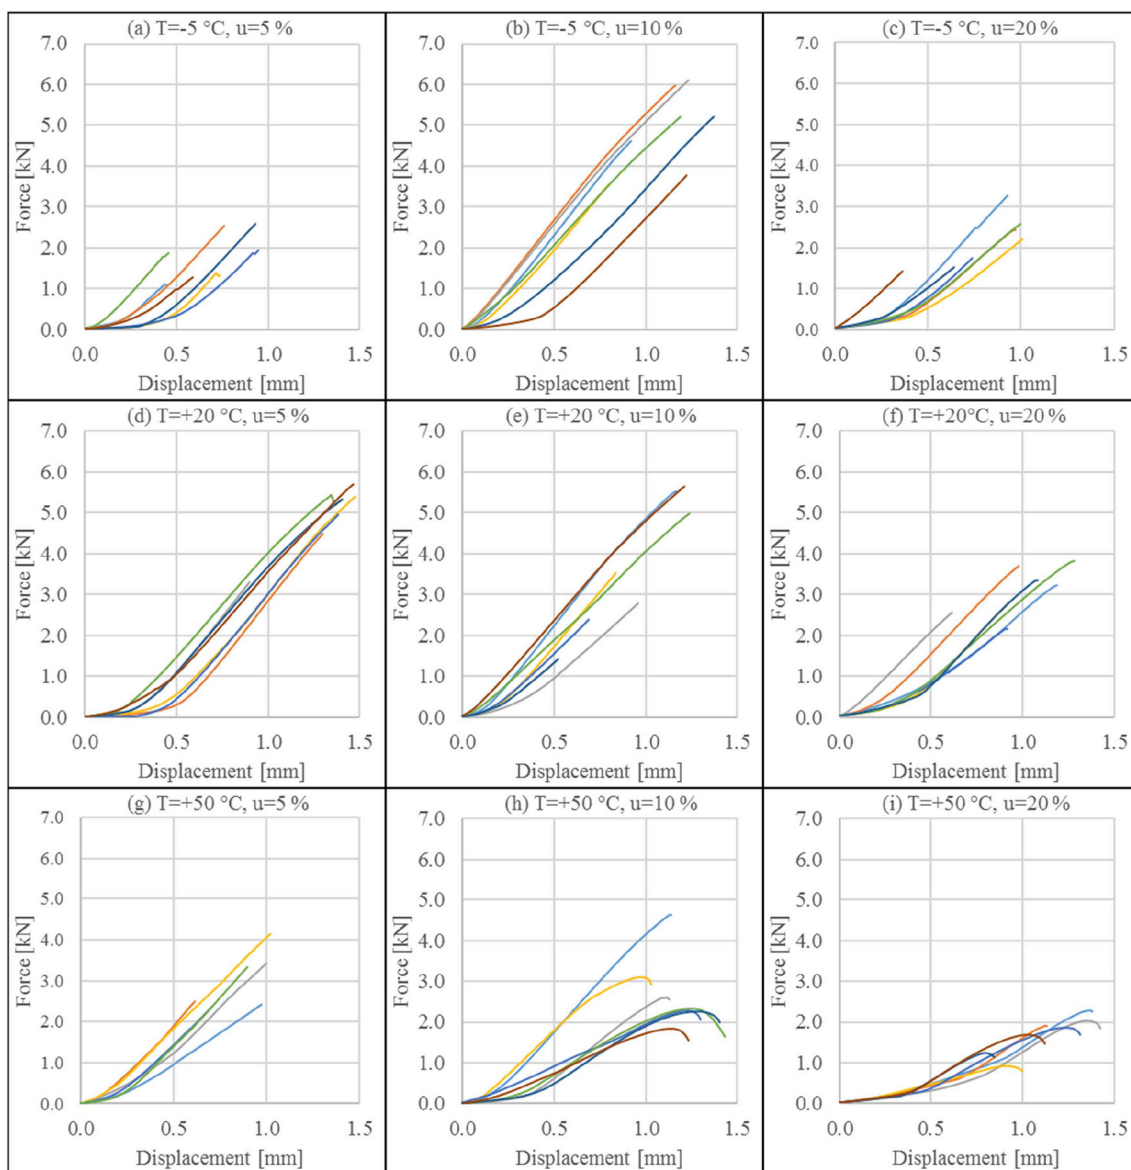 (a) T=-5 °C, u=5 %
7.0
6.0
5.0
4.0
3.0
2.0
1.0
0.0
Force [kN]
0.0 0.5 1.0 1.5
Displacement [mm]
(b) T=-5 °C, u=10 %
7.0
6.0
5.0
4.0
3.0
2.0
1.0
0.0
Force [kN]
0.0 0.5 1.0 1.5
Displacement [mm]
(c) T=-5 °C, u=20 %
7.0
6.0
5.0
4.0
3.0
2.0
1.0
0.0
Force [kN]
0.0 0.5 1.0 1.5
Displacement [mm]
(d) T=+20 °C, u=5 %
7.0
6.0
5.0
4.0
3.0
2.0
1.0
0.0
Force [kN]
0.0 0.5 1.0 1.5
Displacement [mm]
(e) T=+20 °C, u=10 %
7.0
6.0
5.0
4.0
3.0
2.0
1.0
0.0
Force [kN]
0.0 0.5 1.0 1.5
Displacement [mm]
(f) T=+20°C, u=20 %
7.0
6.0
5.0
4.0
3.0
2.0
1.0
0.0
Force [kN]
0.0 0.5 1.0 1.5
Displacement [mm]
(g) T=+50 °C, u=5 %
7.0
6.0
5.0
4.0
3.0
2.0
1.0
0.0
Force [kN]
0.0 0.5 1.0 1.5
Displacement [mm]
(h) T=+50 °C, u=10 %
7.0
6.0
5.0
4.0
3.0
2.0
1.0
0.0
Force [kN]
0.0 0.5 1.0 1.5
Displacement [mm]
(i) T=+50 °C, u=20 %
7.0
6.0
5.0
4.0
3.0
2.0
1.0
0.0
Force [kN]
0.0 0.5 1.0 1.5
Displacement [mm]